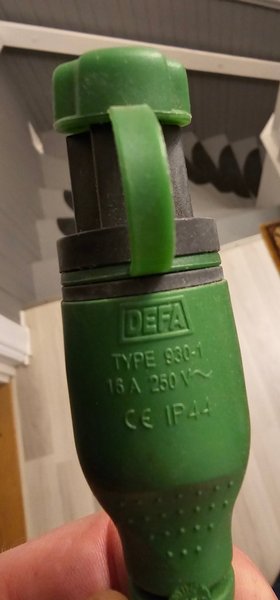 DEFA
TYPE 930-1
16 A 250 V ~
CE IP44